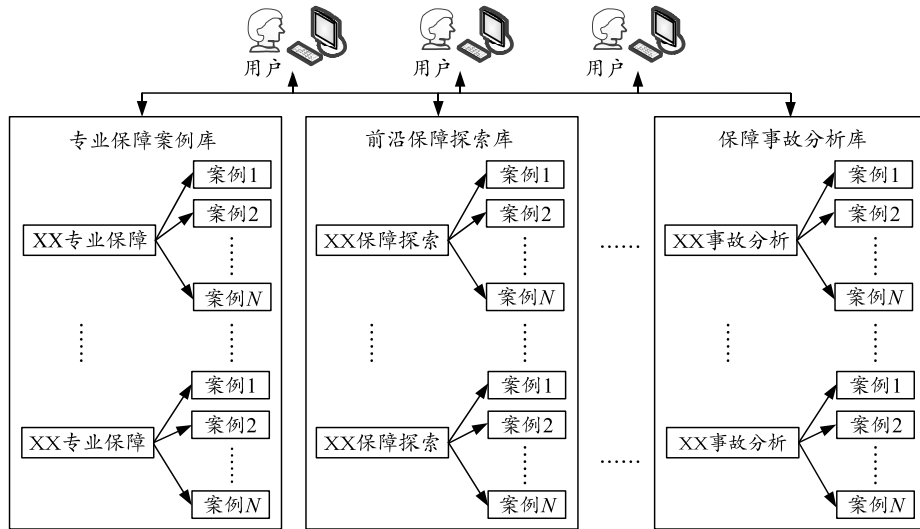 用户
用户
用户
专业保障案例库
XX专业保障
案例1
案例2
……
案例N
……
……
XX专业保障
案例1
案例2
……
案例N
前沿保障探索库
XX保障探索
案例1
案例2
……
案例N
……
……
XX保障探索
案例1
案例2
……
案例N
……
……
保障事故分析库
XX事故分析
案例1
案例2
……
案例N
……
……
XX事故分析
案例1
案例2
……
案例N